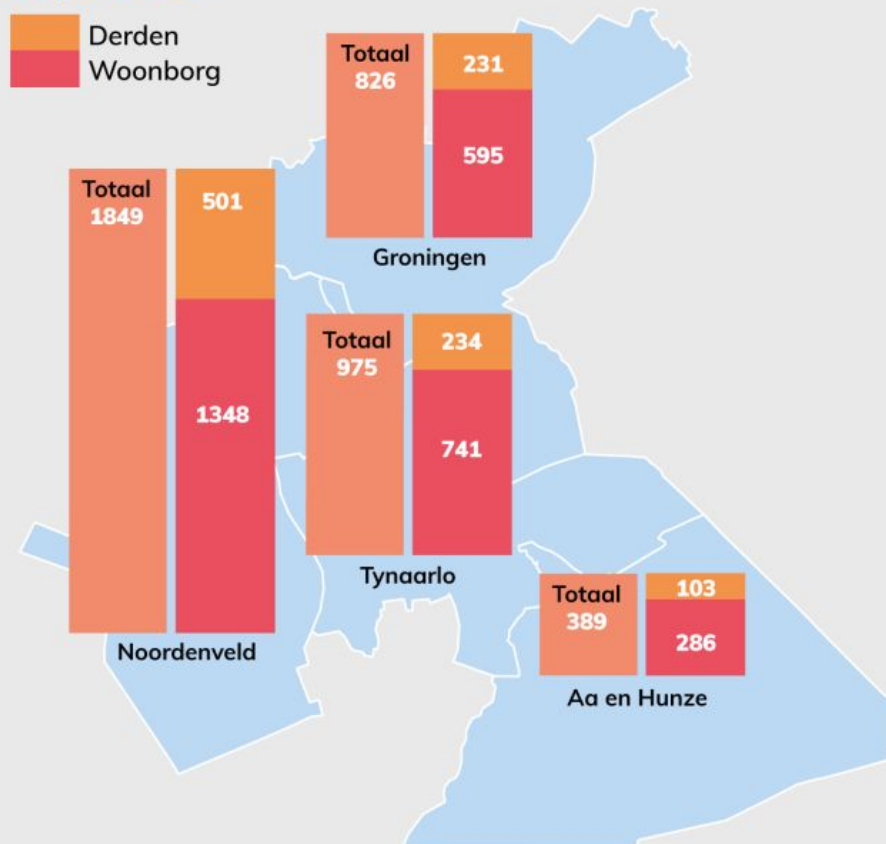 Derden
Woonborg
Totaal
826
231
595
Groningen
Totaal
1849
501
1348
Noordenveld
Totaal
975
234
741
Tynaarlo
Totaal
389
103
286
Aa en Hunze